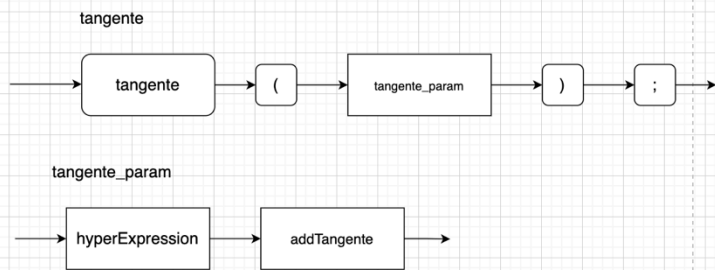 tangente
tangente ( tangente_param ) ;
tangente_param
hyperExpression addTangente